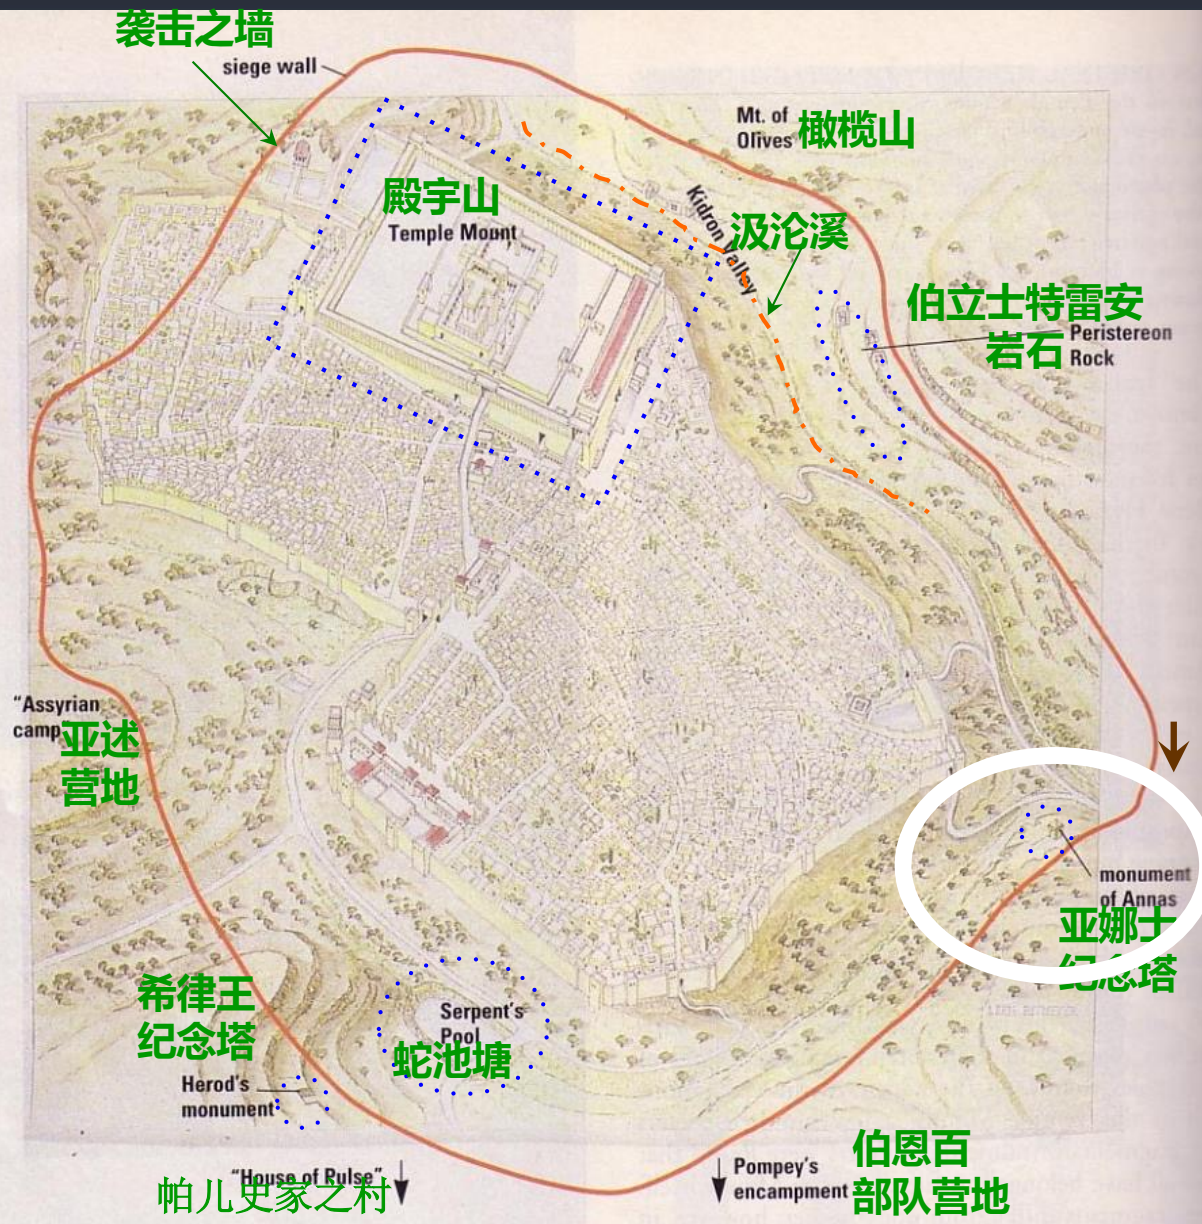 袭击之墙
siege wall
Mt. of
Olives
橄榄山
殿宇山
Temple Mount
Kidron Valley
汲沦溪
伯立士特雷安
岩石
Peristereon
Rock
"Assyrian
camp
亚述
营地
monument
of Annas
亚娜士
纪念塔
希律王
纪念塔
Herod's
monument
Serpent's
Pool
蛇池塘
"House of Pulse"
帕儿史家之村
Pompey's
encampment
伯恩百
部队营地